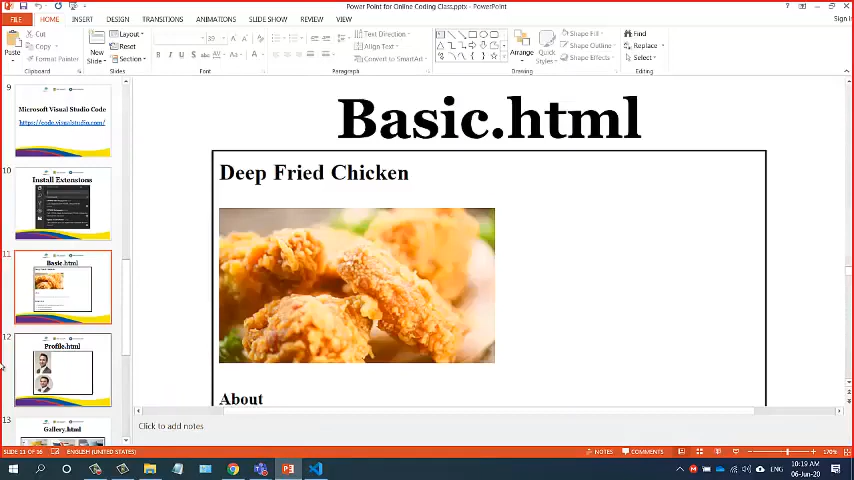 Power Point for Online Coding Class.pptx - PowerPoint
Sign in
FILE HOME INSERT DESIGN TRANSITIONS ANIMATIONS SLIDE SHOW REVIEW VIEW
Paste
Cut
Copy
Format Painter
Clipboard
New Slide
Layout
Reset
Section
Slides
39
Font
Text Direction
Align Text
Convert to SmartArt
Paragraph
Arrange
Quick Styles
Shape Fill
Shape Outline
Shape Effects
Drawing
Find
Replace
Select
Editing
9
Microsoft Visual Studio Code
https://code.visualstudio.com/
10
Install Extensions
11
Basic.html
12
Profile.html
13
Gallery.html
Basic.html
Deep Fried Chicken
About
Click to add notes
SLIDE 11 OF 36 ENGLISH (UNITED STATES)
NOTES COMMENTS 170%
ENG
10:19 AM
06-Jun-20